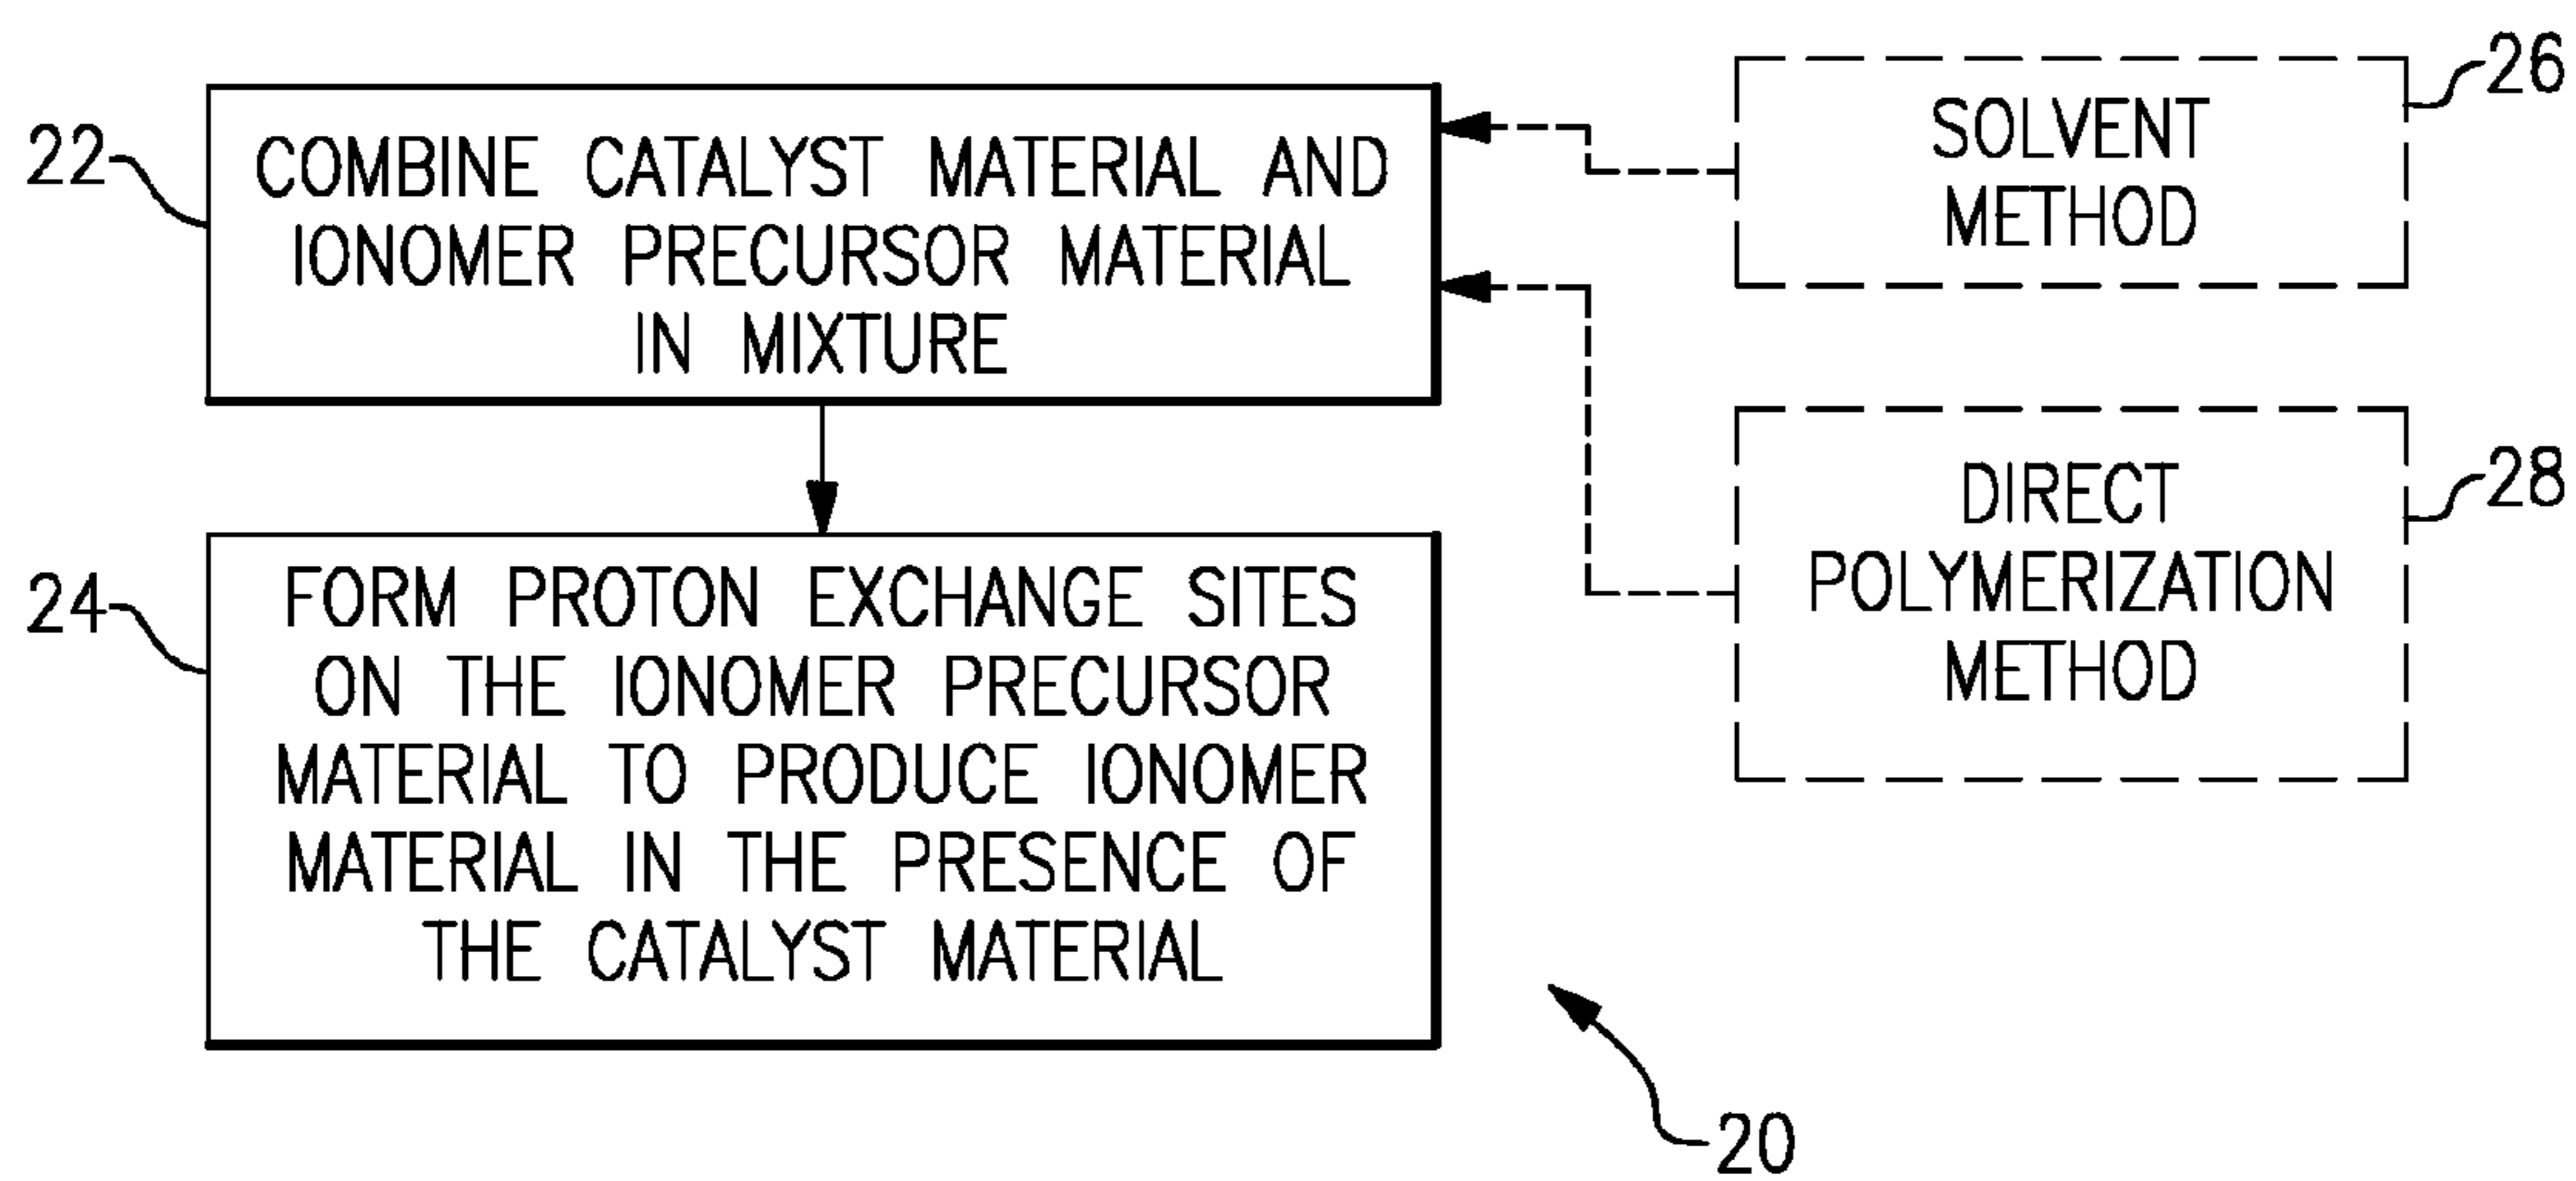 22
COMBINE CATALYST MATERIAL AND
IONOMER PRECURSOR MATERIAL
IN MIXTURE
24
FORM PROTON EXCHANGE SITES
ON THE IONOMER PRECURSOR
MATERIAL TO PRODUCE IONOMER
MATERIAL IN THE PRESENCE OF
THE CATALYST MATERIAL
26
SOLVENT
METHOD
28
DIRECT
POLYMERIZATION
METHOD
20